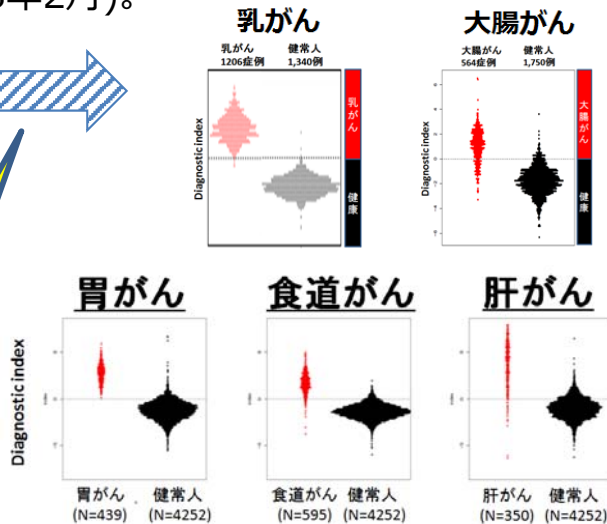 年2月)。
乳がん
大腸がん
乳がん 健常人
1206症例 1,340例
大腸がん 健常人
564症例 1,750例
Diagnostic index
乳がん
健康
Diagnostic index
大腸がん
健康
胃がん
食道がん
肝がん
Diagnostic index
胃がん 健常人
(N=439) (N=4252)
食道がん 健常人
(N=595) (N=4252)
肝がん 健常人
(N=350) (N=4252)